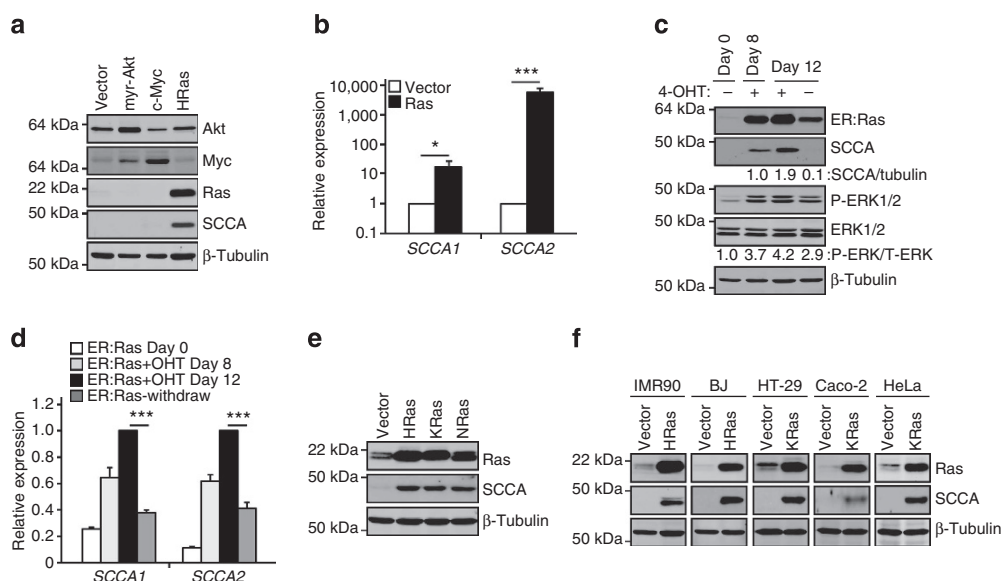 a
Vector
myr-Akt
c-Myc
HRas
64 kDa
Akt
64 kDa
Myc
22 kDa
Ras
50 kDa
SCCA
50 kDa
β-Tubulin
b
Relative expression
10,000
1,000
100
10
1
0.1
Vector
Ras
*
***
SCCA1
SCCA2
c
Day 0
Day 8
Day 12
4-OHT: − + + −
64 kDa
ER:Ras
50 kDa
SCCA
1.0 1.9 0.1 :SCCA/tubulin
50 kDa
P-ERK1/2
50 kDa
ERK1/2
1.0 3.7 4.2 2.9 :P-ERK/T-ERK
50 kDa
β-Tubulin
d
ER:Ras Day 0
ER:Ras+OHT Day 8
ER:Ras+OHT Day 12
ER:Ras-withdraw
Relative expression
1.2
1.0
0.8
0.6
0.4
0.2
0
***
***
SCCA1
SCCA2
e
Vector
HRas
KRas
NRas
22 kDa
Ras
50 kDa
SCCA
50 kDa
β-Tubulin
f
IMR90 BJ HT-29 Caco-2 HeLa
Vector
HRas
Vector
HRas
Vector
KRas
Vector
KRas
Vector
KRas
22 kDa
Ras
50 kDa
SCCA
50 kDa
β-Tubulin